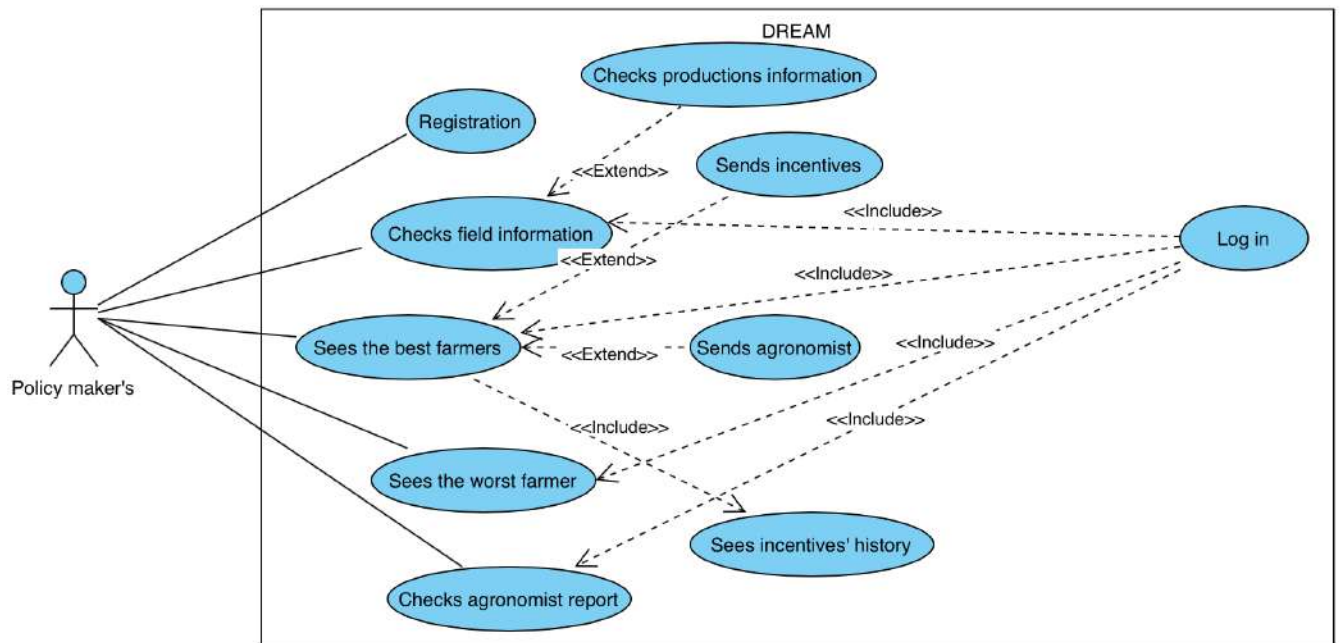 DREAM
Checks productions information
Registration
Sends incentives
<<Extend>>
<<Include>>
Checks field information
Log in
<<Extend>>
<<Include>>
Sees the best farmers
<<Extend>>
Sends agronomist
<<Include>>
Policy maker's
<<Include>>
<<Include>>
Sees the worst farmer
Sees incentives' history
Checks agronomist report